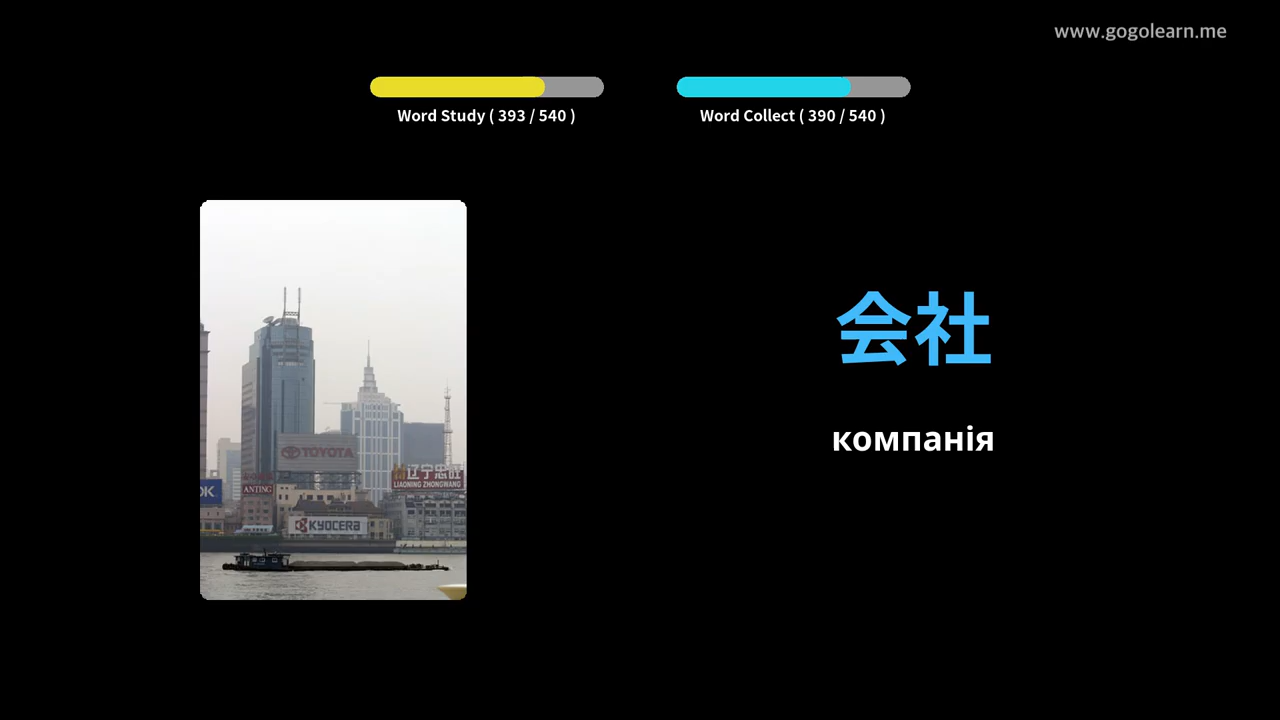 www.gogolearn.me
Word Study ( 393 / 540 )
Word Collect ( 390 / 540 )
会社
компанія
TOYOTA
辽宁忠旺
LIAONING ZHONGWANG
ANTING
OK
KYOCERA